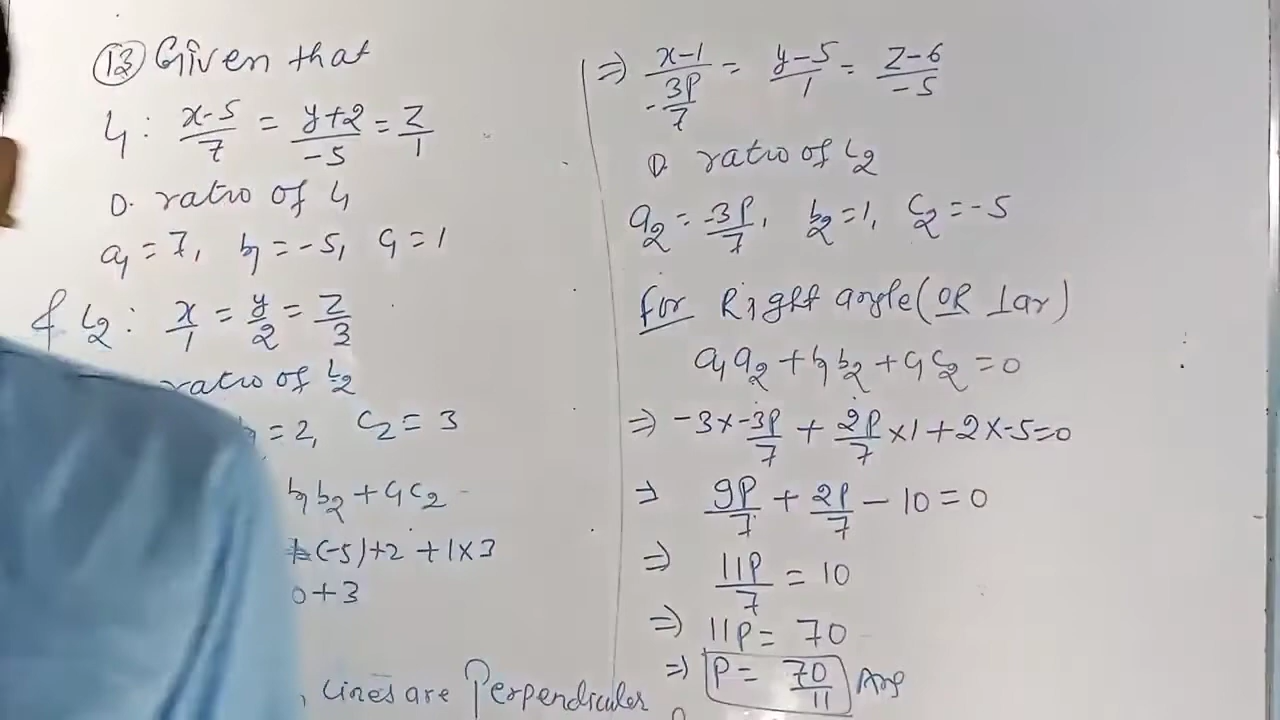 (13) Given that
L₁ : x-5/7 = y+2/-5 = z/1
D. ratio of L₁
a₁ = 7, b₁ = -5, c₁ = 1
& L₂ : x/1 = y/2 = z/3
ratio of L₂
= 2, c₂ = 3
b₁b₂ + c₁c₂
(-5)+2 + 1×3
0+3
, Lines are Perpendicular
=> x-1/-3P/7 = y-5/1 = z-6/-5
D. ratio of L₂
a₂ = -3P/7, b₂ = 1, c₂ = -5
For Right angle (OR ⊥ar)
a₁a₂ + b₁b₂ + c₁c₂ = 0
=> -3×-3P/7 + 2P/7 ×1 + 2×-5=0
=> 9P/7 + 2P/7 - 10 = 0
=> 11P/7 = 10
=> 11P = 70
=> P = 70/11 Ans